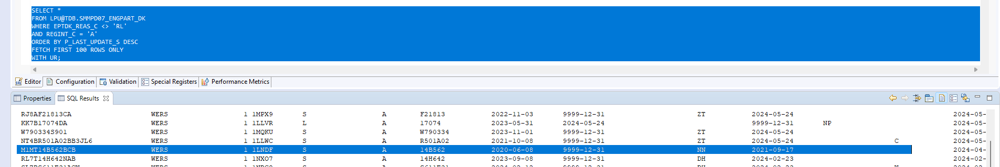 SELECT *
FROM LPU@TDB.SMMPD07_ENGPART_DK
WHERE EPTDK_REAS_C <> 'RL'
AND REGINT_C = 'A'
ORDER BY P_LAST_UPDATE_S DESC
FETCH FIRST 100 ROWS ONLY
WITH UR;
Editor Configuration Validation Special Registers Performance Metrics
Properties SQL Results
RJ8AF21813CA WERS 1 1MPX9 S A F21813 2022-11-03 9999-12-31 ZT 2024-05-24 2024-05-
KK7B17074DA WERS 1 1LLVR L A 17074 2023-05-31 2024-05-24 9999-12-31 NP 2024-05-
W790334S901 WERS 1 1MQKU S A W790334 2023-11-01 9999-12-31 ZT 2024-05-24 2024-05-
NT4BR501A02BB3JL6 WERS 1 1LLWC S A R501A02 2021-10-08 9999-12-31 ZT 2024-05-24 C 2024-05-
M1MT14B562BCB WERS 1 1LNDF S A 14B562 2020-06-08 9999-12-31 NN 2021-09-17 2024-04-
RL7T14H642NAB WERS 1 1NXO7 S A 14H642 2023-09-08 9999-12-31 DH 2024-02-23 2024-02-